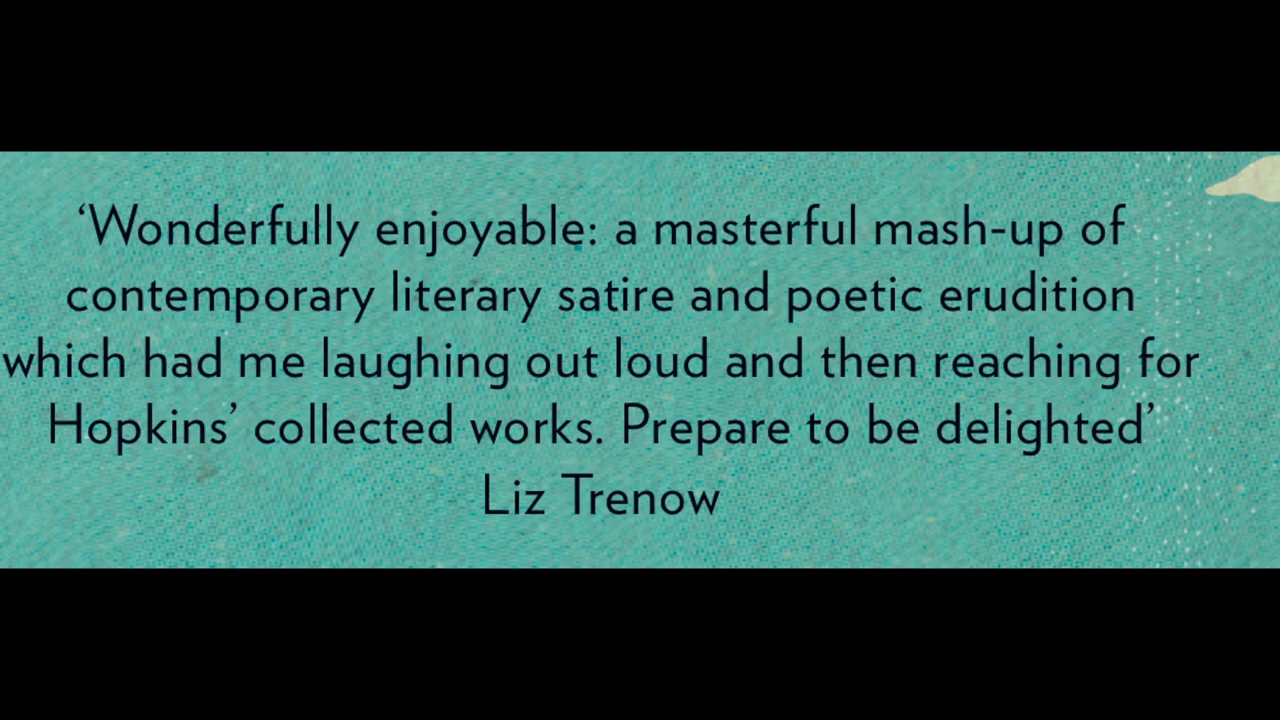 ‘Wonderfully enjoyable: a masterful mash-up of
contemporary literary satire and poetic erudition
which had me laughing out loud and then reaching for
Hopkins’ collected works. Prepare to be delighted’
Liz Trenow